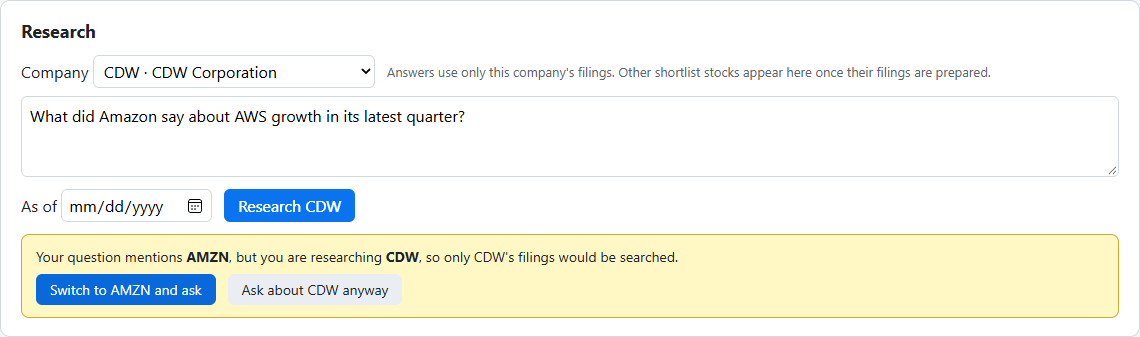 Research
Company CDW · CDW Corporation Answers use only this company's filings. Other shortlist stocks appear here once their filings are prepared.
What did Amazon say about AWS growth in its latest quarter?
As of mm/dd/yyyy Research CDW
Your question mentions AMZN, but you are researching CDW, so only CDW's filings would be searched.
Switch to AMZN and ask Ask about CDW anyway